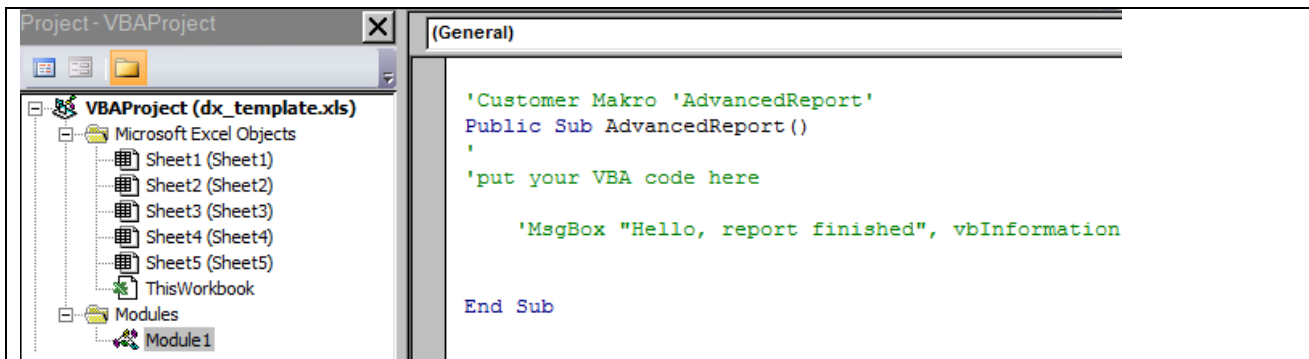 Project - VBAProject
VBAProject (dx_template.xls)
Microsoft Excel Objects
Sheet1 (Sheet1)
Sheet2 (Sheet2)
Sheet3 (Sheet3)
Sheet4 (Sheet4)
Sheet5 (Sheet5)
ThisWorkbook
Modules
Module1
(General)
'Customer Makro 'AdvancedReport'
Public Sub AdvancedReport()
'
'put your VBA code here
'MsgBox "Hello, report finished", vbInformation
End Sub